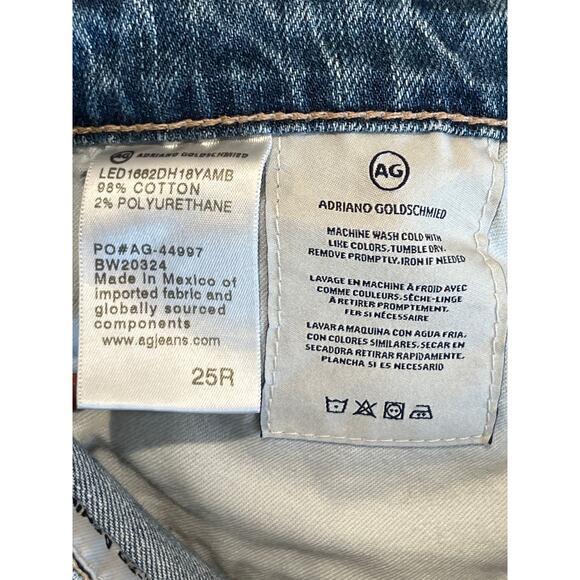 AG ADRIANO GOLDSCHMIED
LED1662DH18YAMB
98% COTTON
2% POLYURETHANE
PO#AG-44997
BW20324
Made in Mexico of
imported fabric and
globally sourced
components
www.agjeans.com
25R
AG
ADRIANO GOLDSCHMIED
MACHINE WASH COLD WITH
LIKE COLORS. TUMBLE DRY.
REMOVE PROMPTLY. IRON IF NEEDED
LAVAGE EN MACHINE À FROID AVEC
COMME COULEURS. SÈCHE-LINGE
A RETIRER PROMPTEMENT.
FER SI NÉCESSAIRE
LAVAR A MAQUINA CON AGUA FRIA,
CON COLORES SIMILARES. SECAR EN
SECADORA RETIRAR RAPIDAMENTE.
PLANCHA SI ES NECESARIO